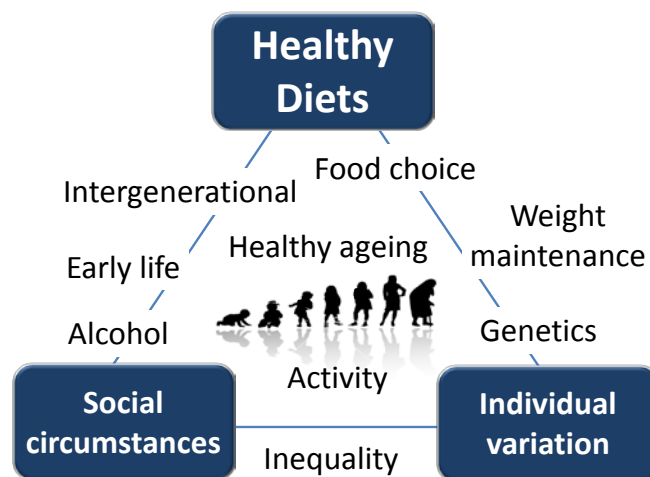 Healthy
Diets
Food choice
Intergenerational
Weight
maintenance
Healthy ageing
Early life
Alcohol
Genetics
Activity
Social
circumstances
Individual
variation
Inequality